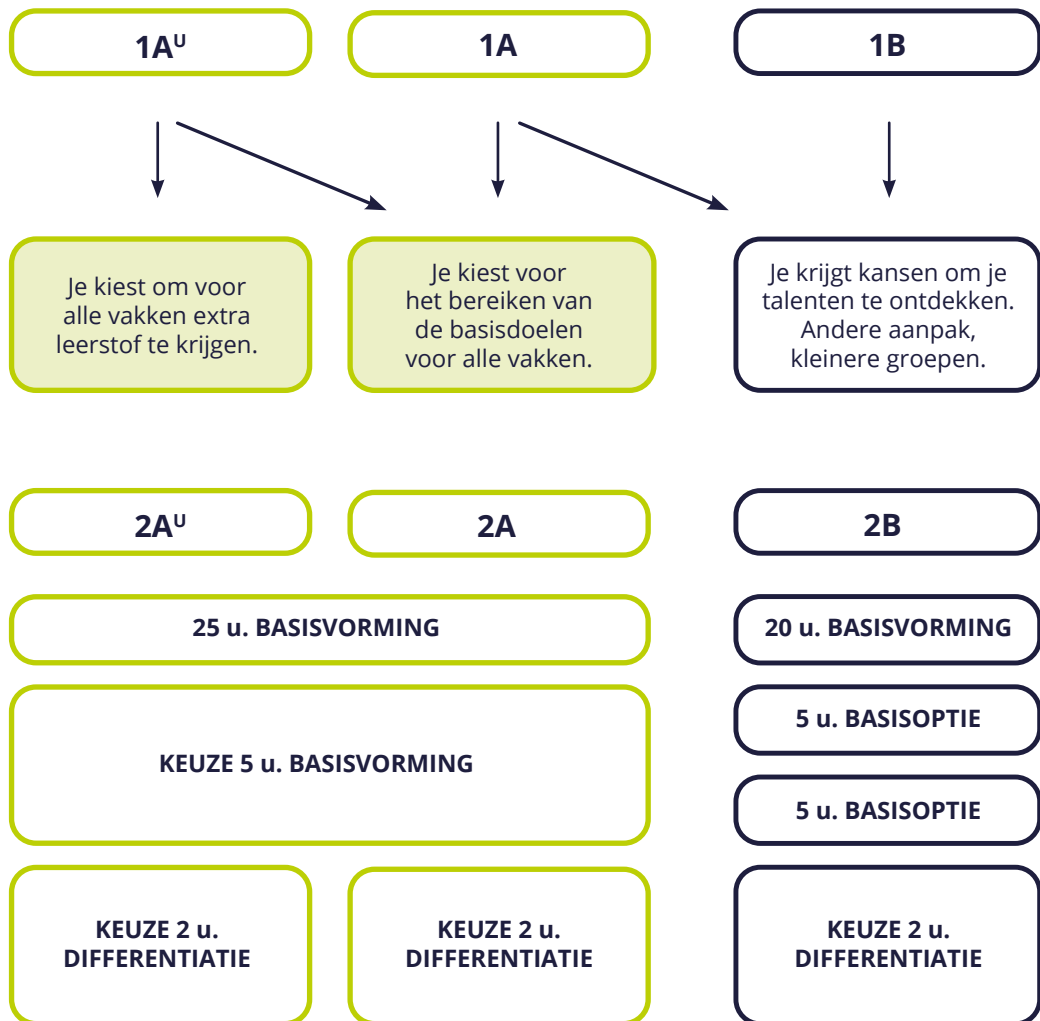 1Aᵁ
1A
1B
Je kiest om voor
alle vakken extra
leerstof te krijgen.
Je kiest voor
het bereiken van
de basisdoelen
voor alle vakken.
Je krijgt kansen om je
talenten te ontdekken.
Andere aanpak,
kleinere groepen.
2Aᵁ
2A
2B
25 u. BASISVORMING
20 u. BASISVORMING
KEUZE 5 u. BASISVORMING
5 u. BASISOPTIE
5 u. BASISOPTIE
KEUZE 2 u.
DIFFERENTIATIE
KEUZE 2 u.
DIFFERENTIATIE
KEUZE 2 u.
DIFFERENTIATIE